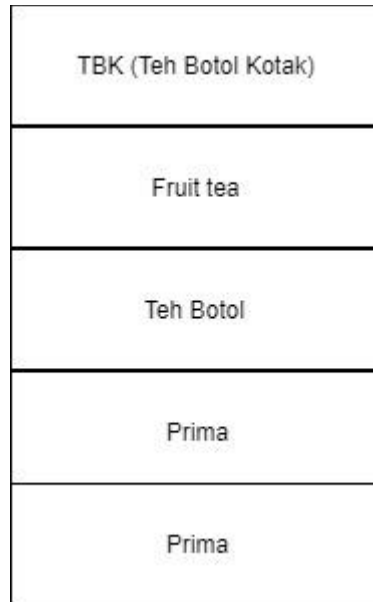 TBK (Teh Botol Kotak)
Fruit tea
Teh Botol
Prima
Prima